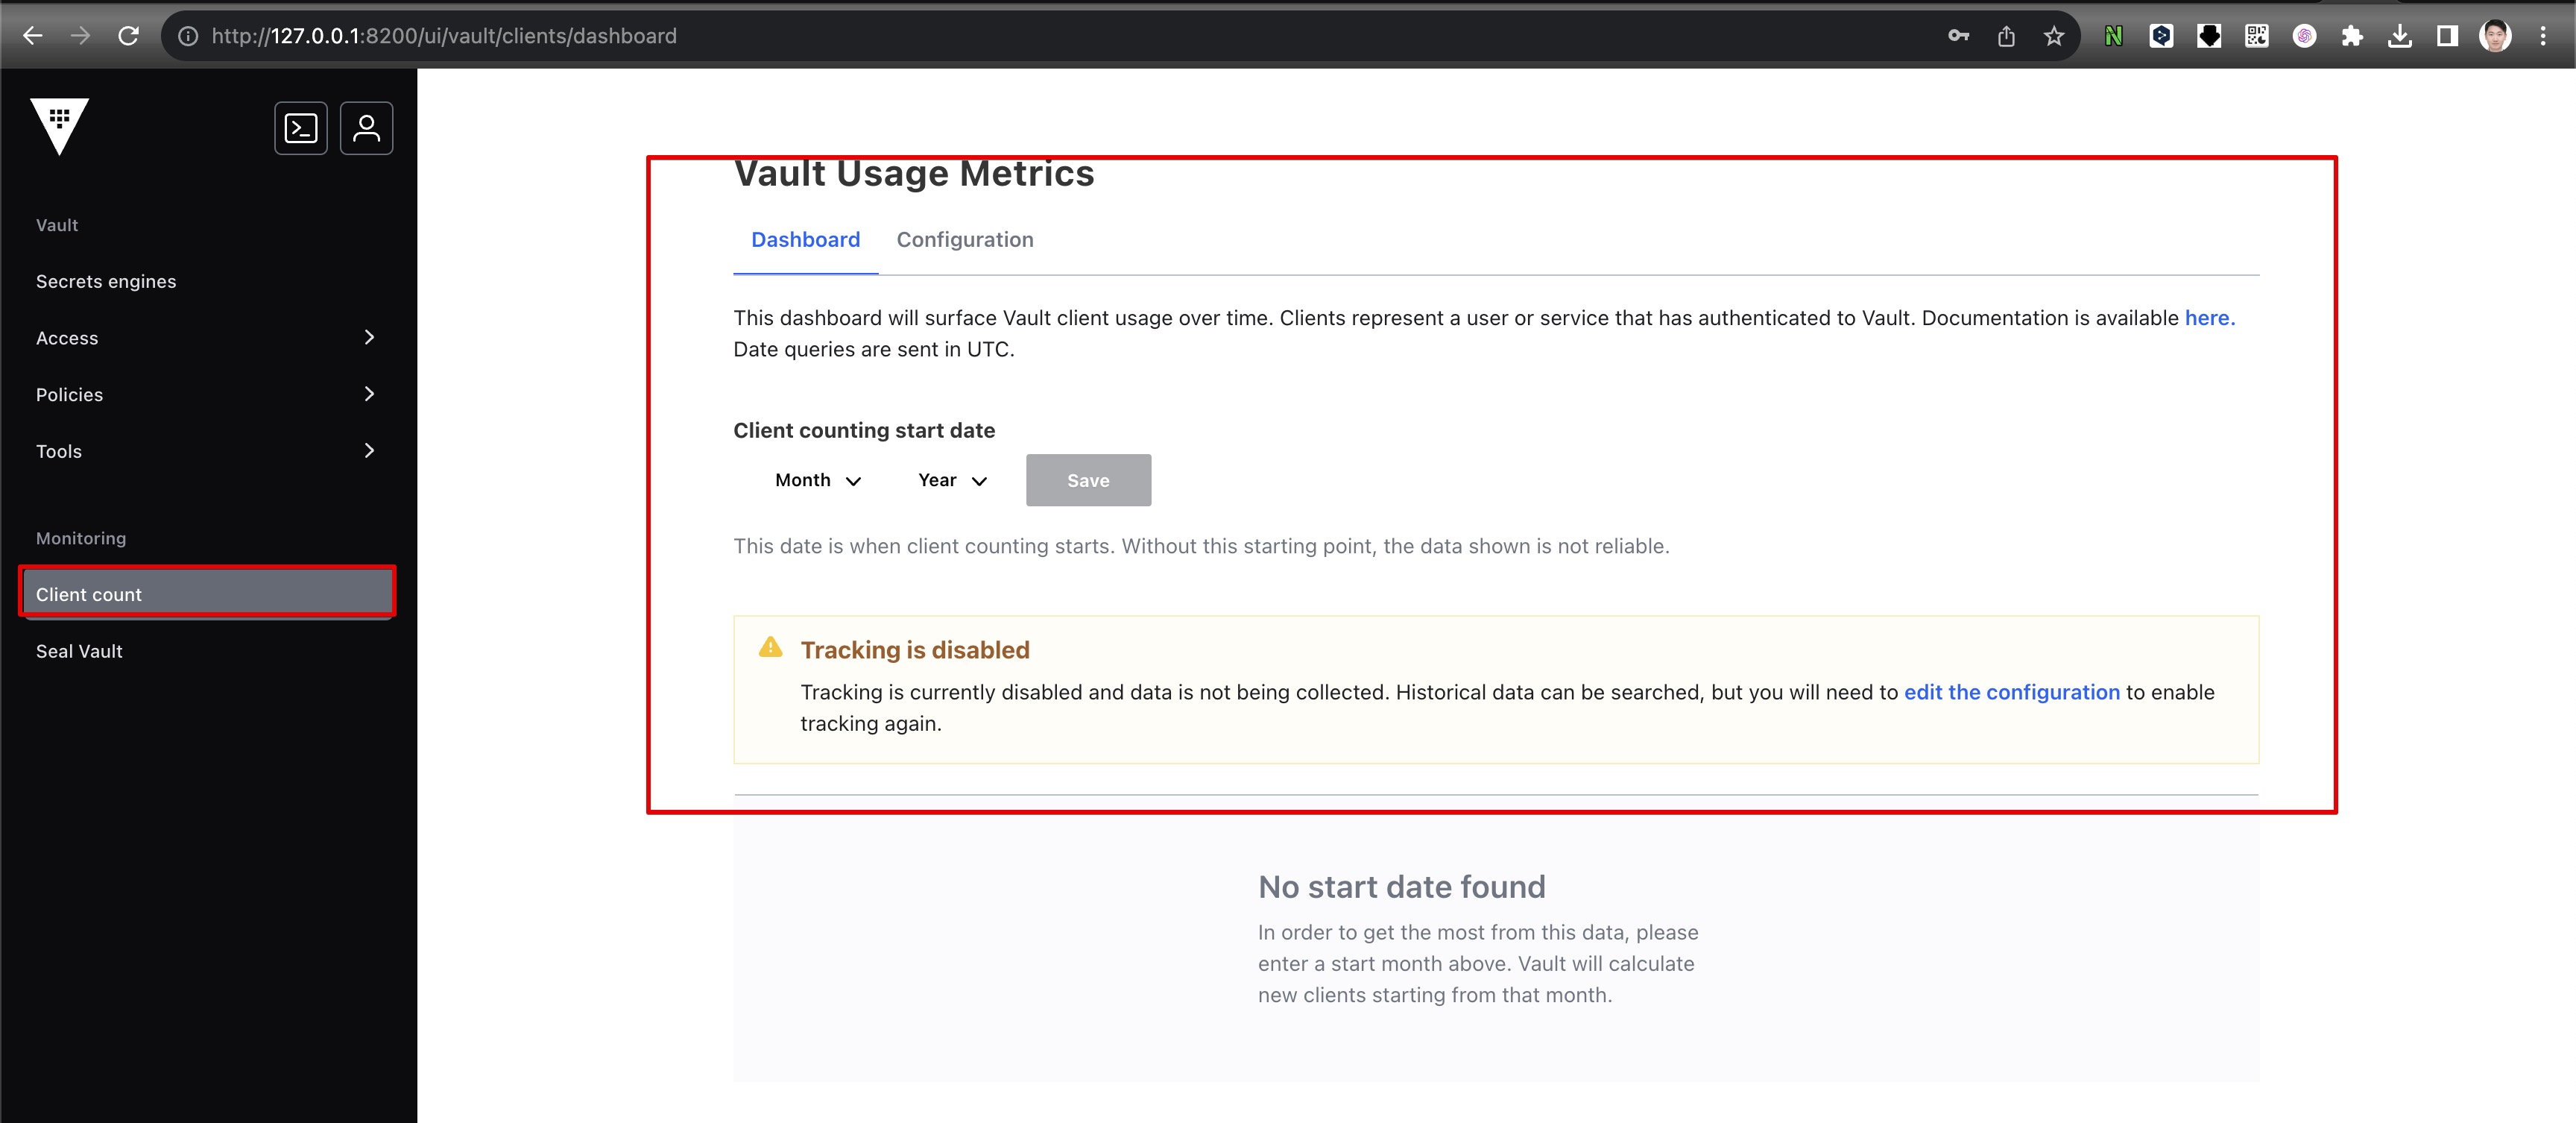 http://127.0.0.1:8200/ui/vault/clients/dashboard
Vault
Secrets engines
Access
Policies
Tools
Monitoring
Client count
Seal Vault
Vault Usage Metrics
Dashboard Configuration
This dashboard will surface Vault client usage over time. Clients represent a user or service that has authenticated to Vault. Documentation is available here.
Date queries are sent in UTC.
Client counting start date
Month Year Save
This date is when client counting starts. Without this starting point, the data shown is not reliable.
Tracking is disabled
Tracking is currently disabled and data is not being collected. Historical data can be searched, but you will need to edit the configuration to enable
tracking again.
No start date found
In order to get the most from this data, please
enter a start month above. Vault will calculate
new clients starting from that month.